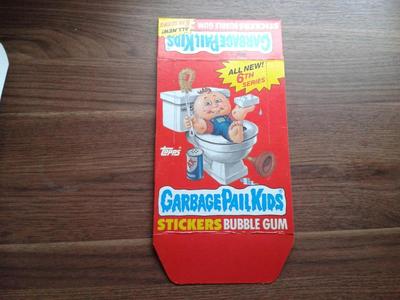 STICKERS BUBBLE GUM
GARBAGE PAIL KIDS
ALL NEW!
6TH SERIES
ALL NEW!
6TH
SERIES
TOPPS
GARBAGE PAIL KIDS
STICKERS BUBBLE GUM